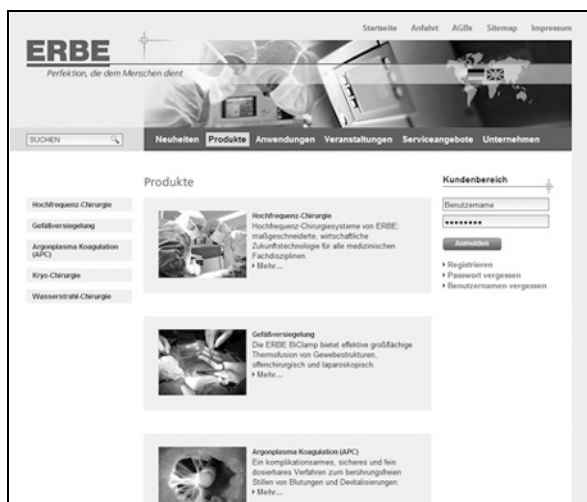 Startseite Anfahrt AGBs Sitemap Impressum
ERBE
Perfektion, die dem Menschen dient
SUCHEN
Neuheiten Produkte Anwendungen Veranstaltungen Serviceangebote Unternehmen
Hochfrequenz-Chirurgie
Gefäßversiegelung
Argonplasma Koagulation
(APC)
Kryo-Chirurgie
Wasserstrahl-Chirurgie
Produkte
Hochfrequenz-Chirurgie
Hochfrequenz-Chirurgiesysteme von ERBE:
maßgeschneiderte, wirtschaftliche
Zukunftstechnologie für alle medizinischen
Fachdisziplinen.
Mehr...
Gefäßversiegelung
Die ERBE BiClamp bietet effektive großflächige
Thermofusion von Gewebestrukturen,
offenchirurgisch und laparoskopisch.
Mehr...
Argonplasma Koagulation (APC)
Ein komplikationsarmes, sicheres und fein
dosierbares Verfahren zum berührungsfreien
Stillen von Blutungen und Devitalisierungen.
Mehr...
Kundenbereich
Benutzername
••••••••
Anmelden
Registrieren
Passwort vergessen
Benutzernamen vergessen